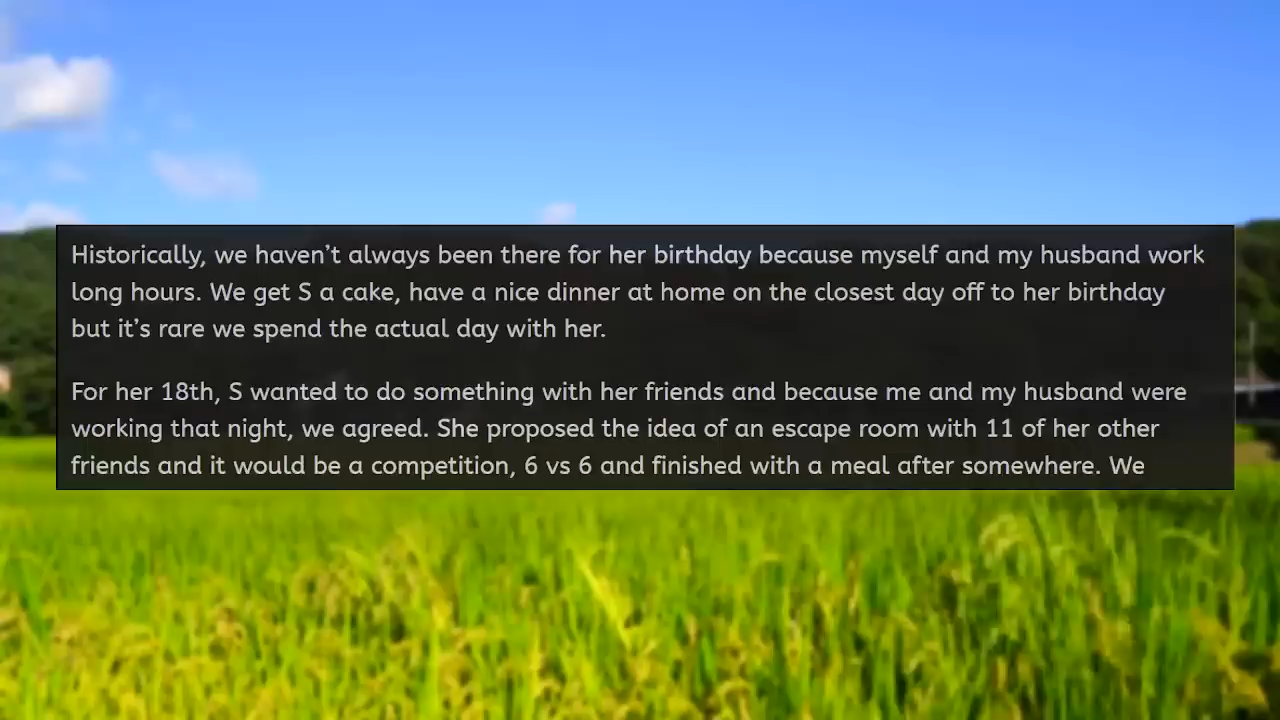 Historically, we haven’t always been there for her birthday because myself and my husband work
long hours. We get S a cake, have a nice dinner at home on the closest day off to her birthday
but it’s rare we spend the actual day with her.
For her 18th, S wanted to do something with her friends and because me and my husband were
working that night, we agreed. She proposed the idea of an escape room with 11 of her other
friends and it would be a competition, 6 vs 6 and finished with a meal after somewhere. We